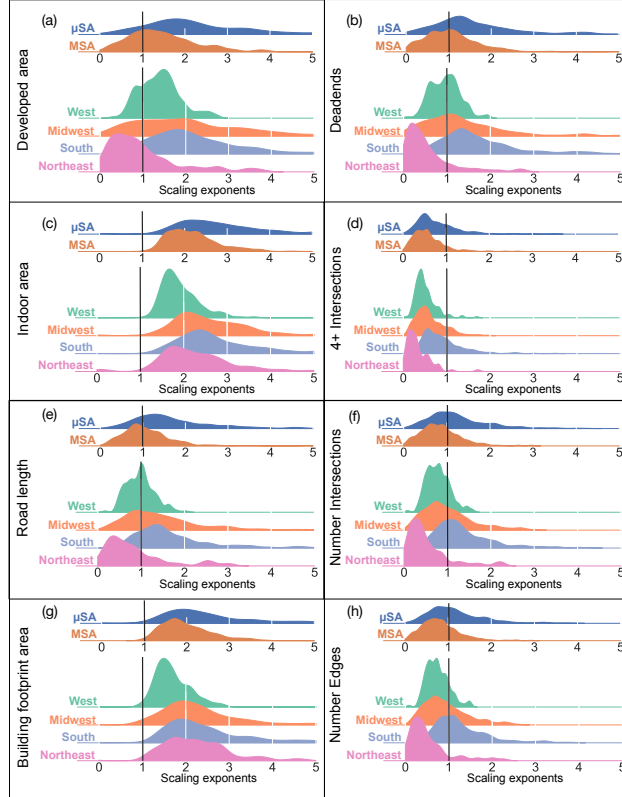 (a)
Developed area
μSA
MSA
0 1 2 3 4 5
West
Midwest
South
Northeast
0 1 2 3 4 5
Scaling exponents
(b)
Deadends
μSA
MSA
0 1 2 3 4 5
West
Midwest
South
Northeast
0 1 2 3 4 5
Scaling exponents
(c)
Indoor area
μSA
MSA
0 1 2 3 4 5
West
Midwest
South
Northeast
0 1 2 3 4 5
Scaling exponents
(d)
4+ Intersections
μSA
MSA
0 1 2 3 4 5
West
Midwest
South
Northeast
0 1 2 3 4 5
Scaling exponents
(e)
Road length
μSA
MSA
0 1 2 3 4 5
West
Midwest
South
Northeast
0 1 2 3 4 5
Scaling exponents
(f)
Number Intersections
μSA
MSA
0 1 2 3 4 5
West
Midwest
South
Northeast
0 1 2 3 4 5
Scaling exponents
(g)
Building footprint area
μSA
MSA
0 1 2 3 4 5
West
Midwest
South
Northeast
0 1 2 3 4 5
Scaling exponents
(h)
Number Edges
μSA
MSA
0 1 2 3 4 5
West
Midwest
South
Northeast
0 1 2 3 4 5
Scaling exponents